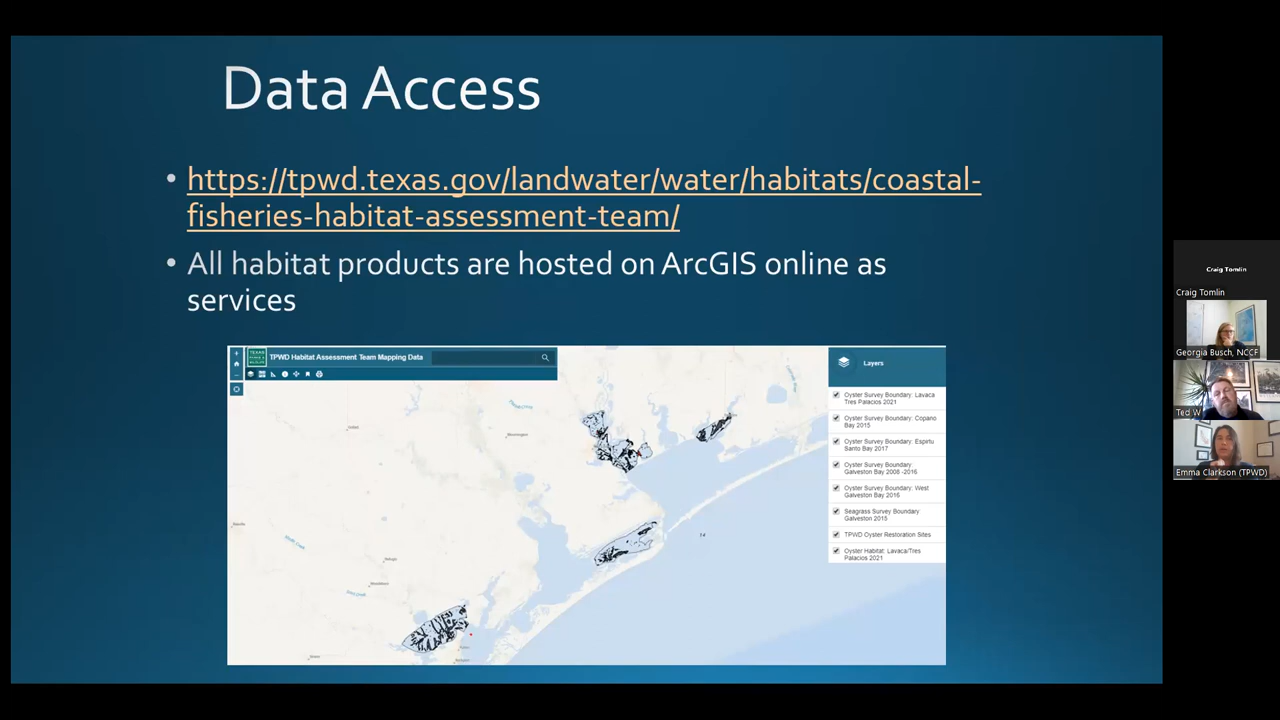 Data Access
• https://tpwd.texas.gov/landwater/water/habitats/coastal-
fisheries-habitat-assessment-team/
• All habitat products are hosted on ArcGIS online as
services
TPWD Habitat Assessment Team Mapping Data
Layers
Oyster Survey Boundary: Lavaca
Tres Palacios 2021
Oyster Survey Boundary: Copano
Bay 2015
Oyster Survey Boundary: Espirtu
Santo Bay 2017
Oyster Survey Boundary:
Galveston Bay 2008 -2016
Oyster Survey Boundary: West
Galveston Bay 2016
Seagrass Survey Boundary
Galveston 2015
TPWD Oyster Restoration Sites
Oyster Habitat: Lavaca/Tres
Palacios 2021
Craig Tomlin
Craig Tomlin
Georgia Busch, NCCF
Ted W
Emma Clarkson (TPWD)